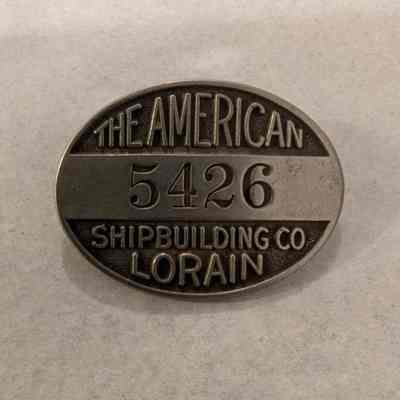 THE AMERICAN
5426
SHIPBUILDING CO
LORAIN